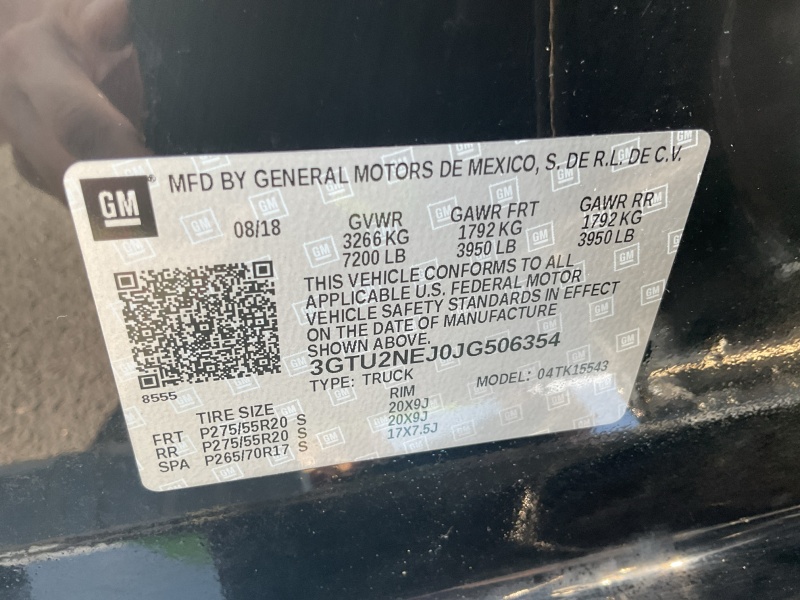 GM MFD BY GENERAL MOTORS DE MEXICO, S. DE R.L. DE C.V.
08/18 GVWR GAWR FRT GAWR RR
3266 KG 1792 KG 1792 KG
7200 LB 3950 LB 3950 LB
THIS VEHICLE CONFORMS TO ALL
APPLICABLE U.S. FEDERAL MOTOR
VEHICLE SAFETY STANDARDS IN EFFECT
ON THE DATE OF MANUFACTURE
SHOWN ABOVE.
3GTU2NEJ0JG506354
8555 TYPE: TRUCK MODEL: 04TK15543
TIRE SIZE RIM
FRT P275/55R20 S 20X9J
RR P275/55R20 S 20X9J
SPA P265/70R17 S 17X7.5J